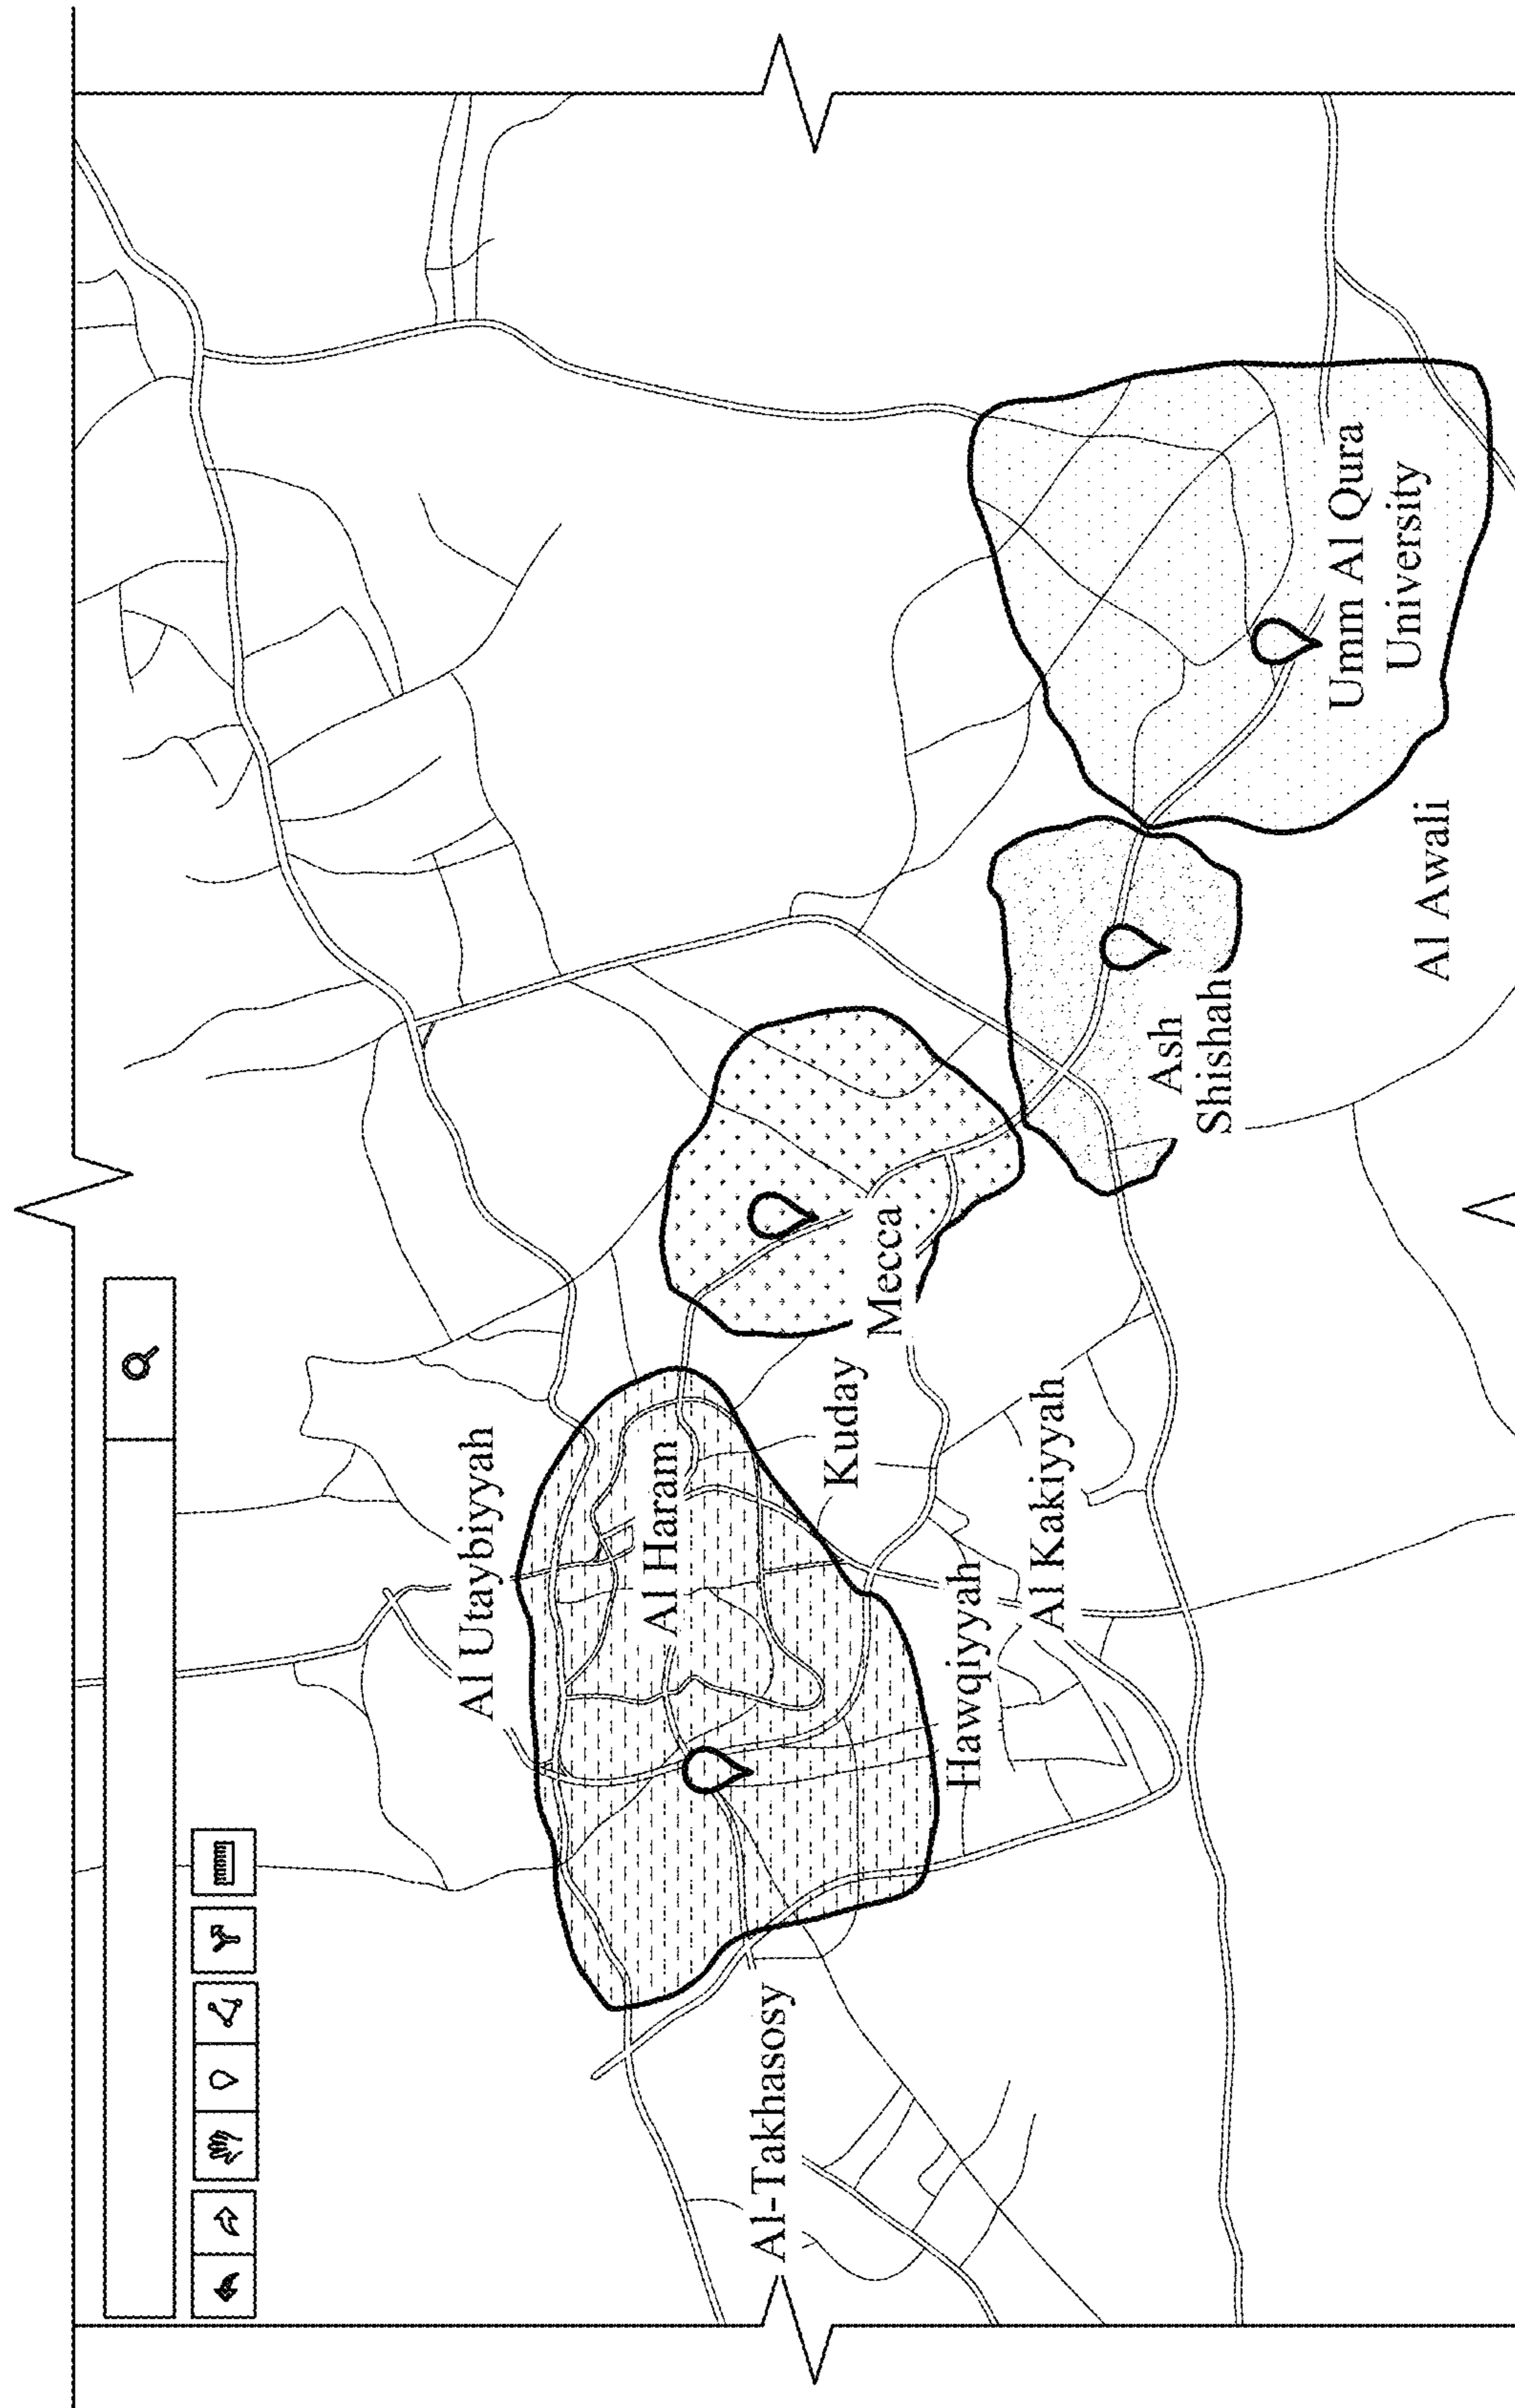 Al Utaybiyyah
Al Haram
Al-Takhasosy
Kuday
Mecca
Hawqiyyah
Al Kakiyyah
Ash
Shishah
Umm Al Qura
University
Al Awali